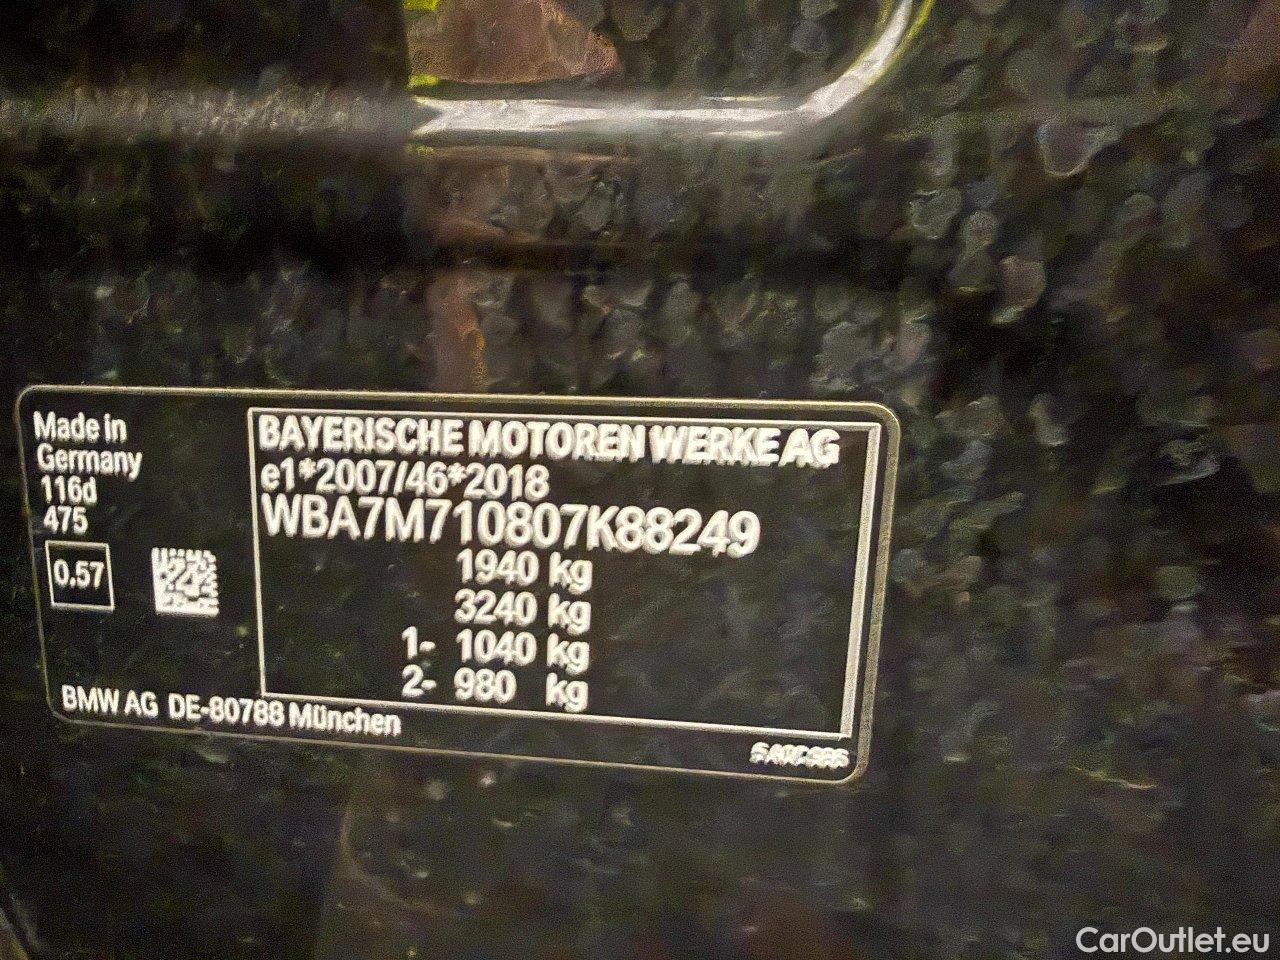 Made in
Germany
116d
475
0.57
BAYERISCHE MOTOREN WERKE AG
e1*2007/46*2018
WBA7M710807K88249
1940 kg
3240 kg
1- 1040 kg
2- 980 kg
BMW AG DE-80788 München
CarOutlet.eu